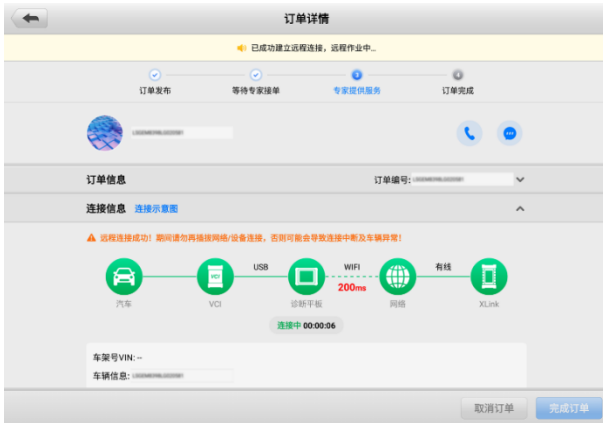 订单详情
已成功建立远程连接，远程作业中...
3
4
订单发布
等待专家接单
专家提供服务
订单完成
订单信息
订单编号:
连接信息 连接示意图
远程连接成功！期间请勿再插拔网络/设备连接，否则可能会导致连接中断及车辆异常！
USB
WIFI
有线
200ms
汽车
VCI
诊断平板
网络
XLink
连接中 00:00:06
车架号VIN: --
车辆信息:
取消订单
完成订单